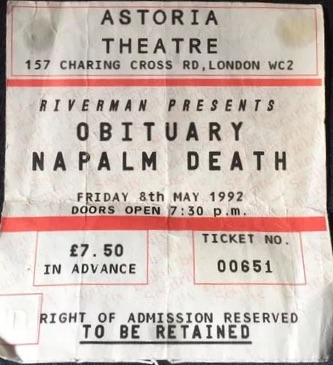 ASTORIA
THEATRE
157 CHARING CROSS RD, LONDON WC2
RIVERMAN PRESENTS
OBITUARY
NAPALM DEATH
FRIDAY 8th MAY 1992
DOORS OPEN 7:30 p.m.
£7.50
IN ADVANCE
TICKET NO.
00651
RIGHT OF ADMISSION RESERVED
TO BE RETAINED